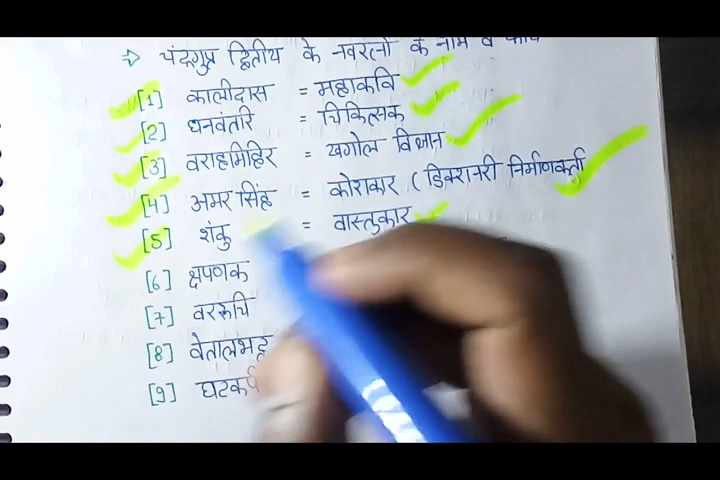 ⇒ चंद्रगुप्त द्वितीय के नवरत्नों के नाम व कार्य
[1] कालीदास = महाकवि
[2] धनवंतरि = चिकित्सक
[3] वराहमिहिर = खगोल विज्ञान
[4] अमर सिंह = कोशकार ( डिक्शनरी निर्माणकर्ता
[5] शंकु = वास्तुकार
[6] क्षपणक
[7] वररुचि
[8] वेतालभट्ट
[9]